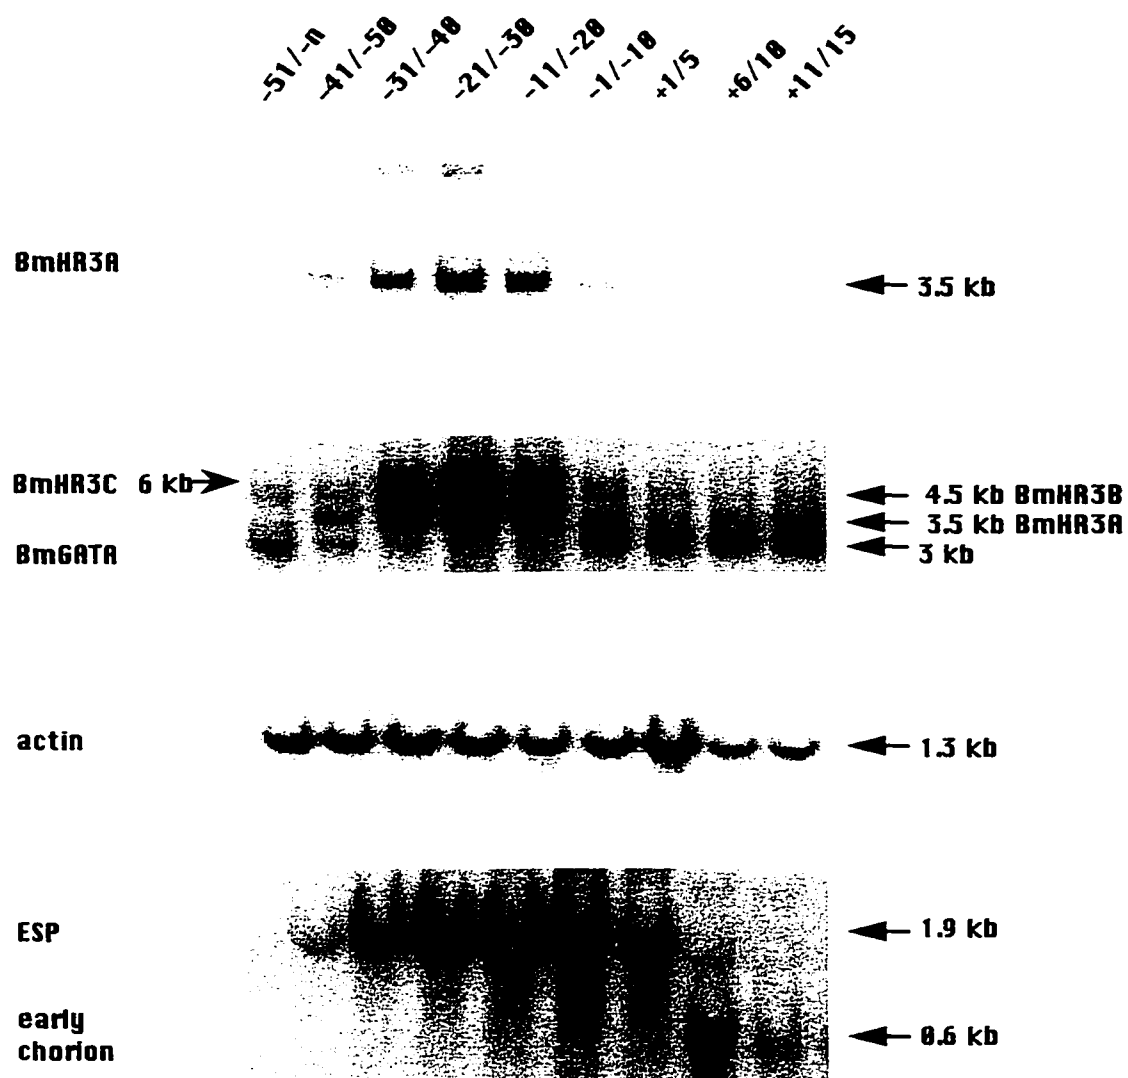 -51/-n -41/-50 -31/-40 -21/-30 -11/-20 -1/-10 +1/5 +6/10 +11/15
BmHR3A 3.5 kb
BmHR3C 6 kb 4.5 kb BmHR3B
3.5 kb BmHR3A
BmGATA 3 kb
actin 1.3 kb
ESP 1.9 kb
early
chorion 0.6 kb